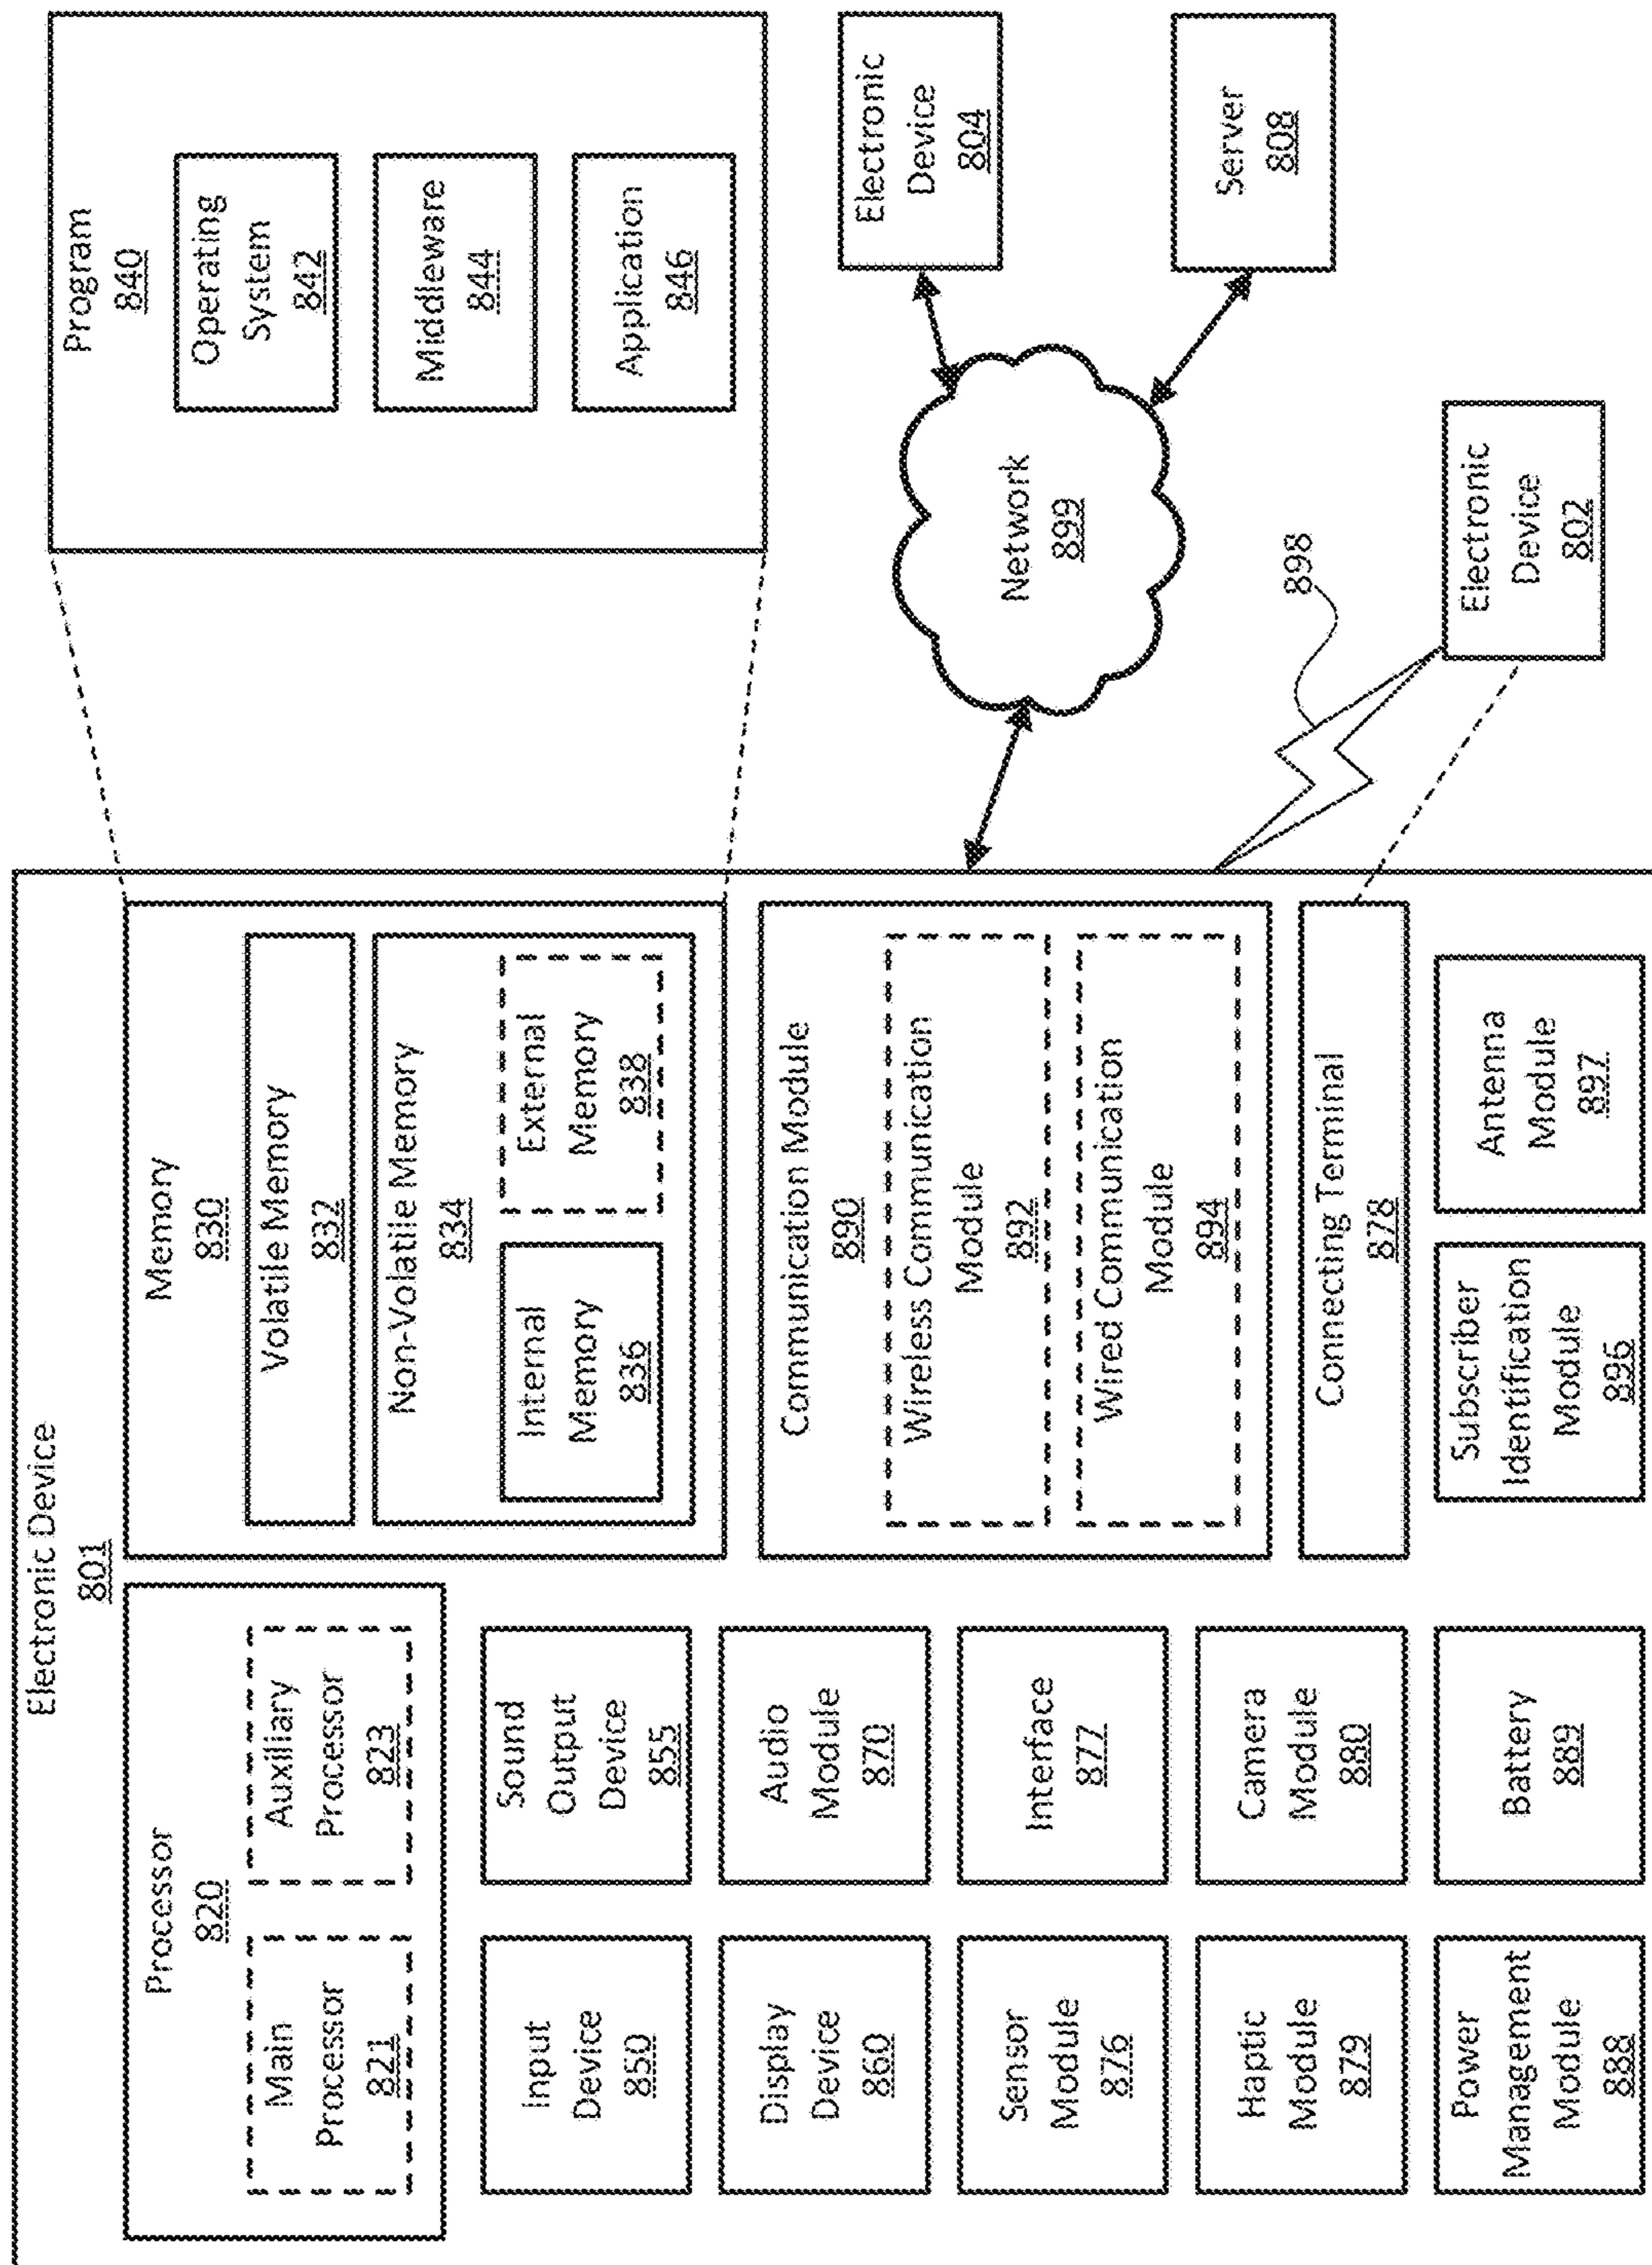 Electronic Device
801
Processor
820
Main
Processor
821
Auxiliary
Processor
823
Input
Device
850
Sound
Output
Device
855
Display
Device
860
Audio
Module
870
Sensor
Module
876
Interface
877
Haptic
Module
879
Camera
Module
880
Power
Management
Module
888
Battery
889
Memory
830
Volatile Memory
832
Non-Volatile Memory
834
Internal
Memory
836
External
Memory
838
Communication Module
890
Wireless Communication
Module
892
Wired Communication
Module
894
Connecting Terminal
878
Subscriber
Identification
Module
896
Antenna
Module
897
Program
840
Operating
System
842
Middleware
844
Application
846
Network
899
Electronic
Device
804
Server
808
898
Electronic
Device
802